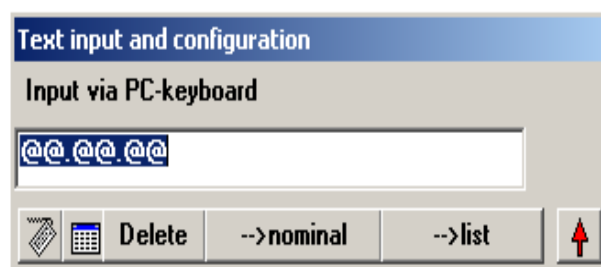 Text input and configuration
Input via PC-keyboard
@@.@@.@@
Delete -->nominal -->list